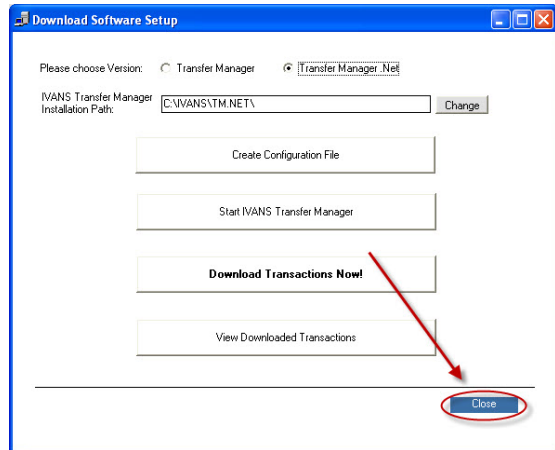 Download Software Setup
Please choose Version: Transfer Manager Transfer Manager .Net
IVANS Transfer Manager
Installation Path: C:\IVANS\TM.NET\ Change
Create Configuration File
Start IVANS Transfer Manager
Download Transactions Now!
View Downloaded Transactions
Close